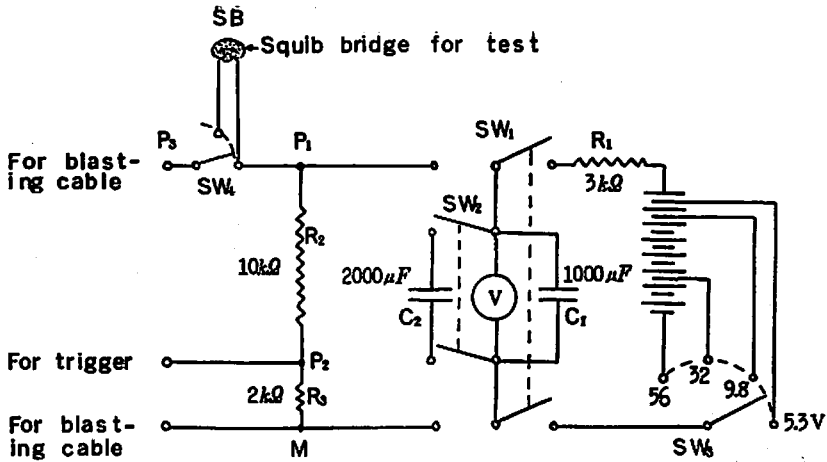 SB
Squib bridge for test
P3
P1
SW1
R1
For blast-
ing cable
SW4
3kΩ
SW2
R2
10kΩ
2000μF
1000μF
V
C2
C1
For trigger
P2
56
32
9.8
2kΩ
R3
For blast-
ing cable
M
SW3
5.3V